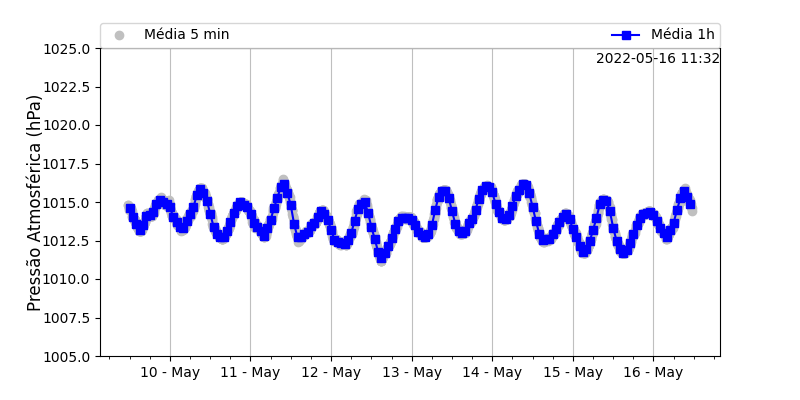 Média 5 min
Média 1h
2022-05-16 11:32
Pressão Atmosférica (hPa)
1025.0
1022.5
1020.0
1017.5
1015.0
1012.5
1010.0
1007.5
1005.0
10 - May
11 - May
12 - May
13 - May
14 - May
15 - May
16 - May